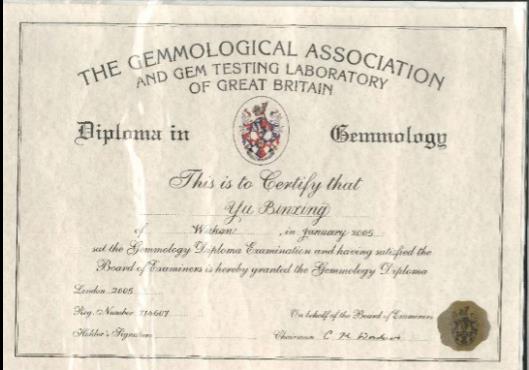 THE GEMMOLOGICAL ASSOCIATION
AND GEM TESTING LABORATORY
OF GREAT BRITAIN
Diploma in Gemmology
This is to Certify that
Yu Binxing
of Wuhan , in January 2005
sat the Gemmology Diploma Examination and having satisfied the
Board of Examiners is hereby granted the Gemmology Diploma
London 2005
Reg. Number
On behalf of the Board of Examiners
Holder's Signature
Chairman